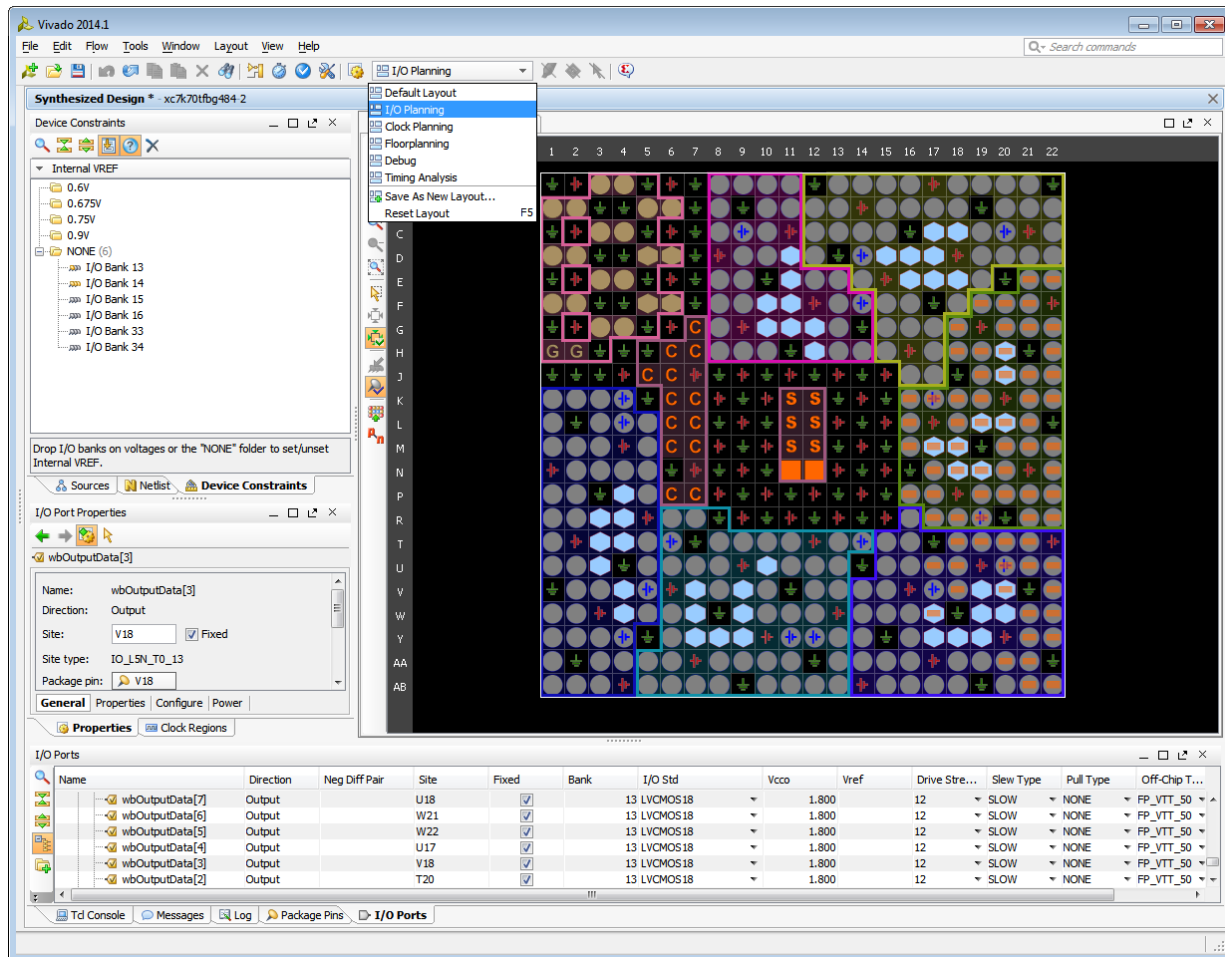 Vivado 2014.1
File Edit Flow Tools Window Layout View Help
Search commands
I/O Planning
Default Layout
I/O Planning
Clock Planning
Floorplanning
Debug
Timing Analysis
Save As New Layout...
Reset Layout F5
Synthesized Design * - xc7k70tfbg484-2
Device Constraints
Internal VREF
0.6V
0.675V
0.75V
0.9V
NONE (6)
I/O Bank 13
I/O Bank 14
I/O Bank 15
I/O Bank 16
I/O Bank 33
I/O Bank 34
Drop I/O banks on voltages or the "NONE" folder to set/unset
Internal VREF.
Sources Netlist Device Constraints
I/O Port Properties
wbOutputData[3]
Name: wbOutputData[3]
Direction: Output
Site: V18 Fixed
Site type: IO_L5N_T0_13
Package pin: V18
General Properties Configure Power
Properties Clock Regions
1 2 3 4 5 6 7 8 9 10 11 12 13 14 15 16 17 18 19 20 21 22
C
D
E
F
G C
H G G C C
J C C
K C C S S
L C C S S
M C C S S
N
P C C
R
T
U
V
W
Y
AA
AB
I/O Ports
Name Direction Neg Diff Pair Site Fixed Bank I/O Std Vcco Vref Drive Stre... Slew Type Pull Type Off-Chip T...
wbOutputData[7] Output U18 13 LVCMOS18 1.800 12 SLOW NONE FP_VTT_50
wbOutputData[6] Output W21 13 LVCMOS18 1.800 12 SLOW NONE FP_VTT_50
wbOutputData[5] Output W22 13 LVCMOS18 1.800 12 SLOW NONE FP_VTT_50
wbOutputData[4] Output U17 13 LVCMOS18 1.800 12 SLOW NONE FP_VTT_50
wbOutputData[3] Output V18 13 LVCMOS18 1.800 12 SLOW NONE FP_VTT_50
wbOutputData[2] Output T20 13 LVCMOS18 1.800 12 SLOW NONE FP_VTT_50
Tcl Console Messages Log Package Pins I/O Ports